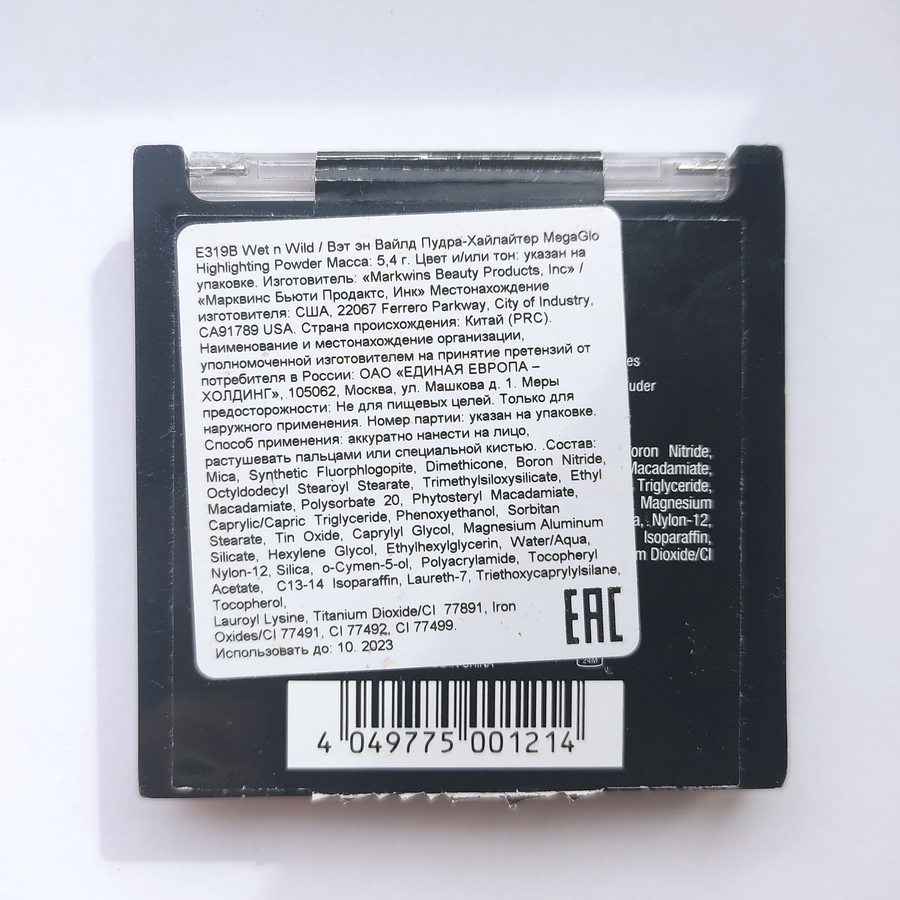 E319B Wet n Wild / Вэт эн Вайлд Пудра-Хайлайтер MegaGlo
Highlighting Powder Масса: 5,4 г. Цвет и/или тон: указан на
упаковке. Изготовитель: «Markwins Beauty Products, Inc» /
«Марквинс Бьюти Продактс, Инк» Местонахождение
изготовителя: США, 22067 Ferrero Parkway, City of Industry,
CA91789 USA. Страна происхождения: Китай (PRC).
Наименование и местонахождение организации,
уполномоченной изготовителем на принятие претензий от
потребителя в России: ОАО «ЕДИНАЯ ЕВРОПА –
ХОЛДИНГ», 105062, Москва, ул. Машкова д. 1. Меры
предосторожности: Не для пищевых целей. Только для
наружного применения. Номер партии: указан на упаковке.
Способ применения: аккуратно нанести на лицо,
растушевать пальцами или специальной кистью. .Состав:
Mica, Synthetic Fluorphlogopite, Dimethicone, Boron Nitride,
Octyldodecyl Stearoyl Stearate, Trimethylsiloxysilicate, Ethyl
Macadamiate, Polysorbate 20, Phytosteryl Macadamiate,
Caprylic/Capric Triglyceride, Phenoxyethanol, Sorbitan
Stearate, Tin Oxide, Caprylyl Glycol, Magnesium Aluminum
Silicate, Hexylene Glycol, Ethylhexylglycerin, Water/Aqua,
Nylon-12, Silica, o-Cymen-5-ol, Polyacrylamide, Tocopheryl
Acetate, C13-14 Isoparaffin, Laureth-7, Triethoxycaprylylsilane,
Tocopherol,
Lauroyl Lysine, Titanium Dioxide/CI 77891, Iron
Oxides/CI 77491, CI 77492, CI 77499.
Использовать до: 10. 2023
EAC
es
uder
oron Nitride,
Macadamiate,
Triglyceride,
Magnesium
a, Nylon-12,
Isoparaffin,
m Dioxide/CI
24M
4 049775 001214